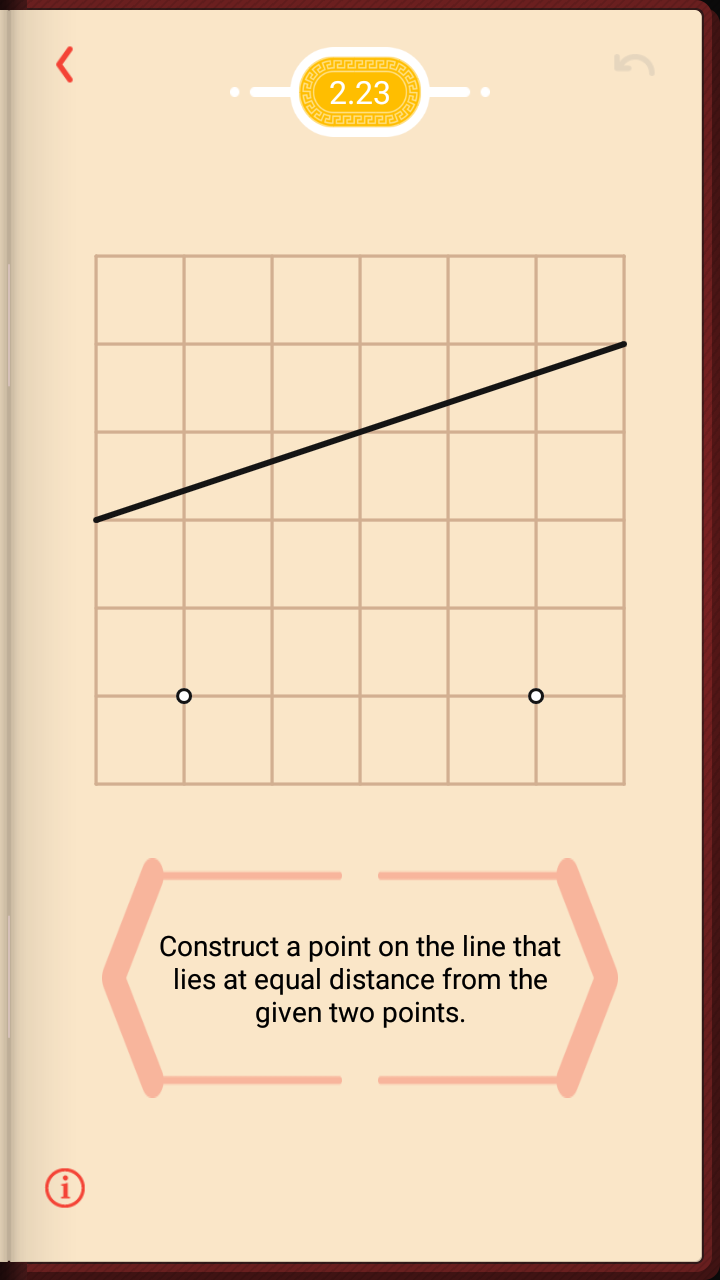 2.23
Construct a point on the line that
lies at equal distance from the
given two points.
i